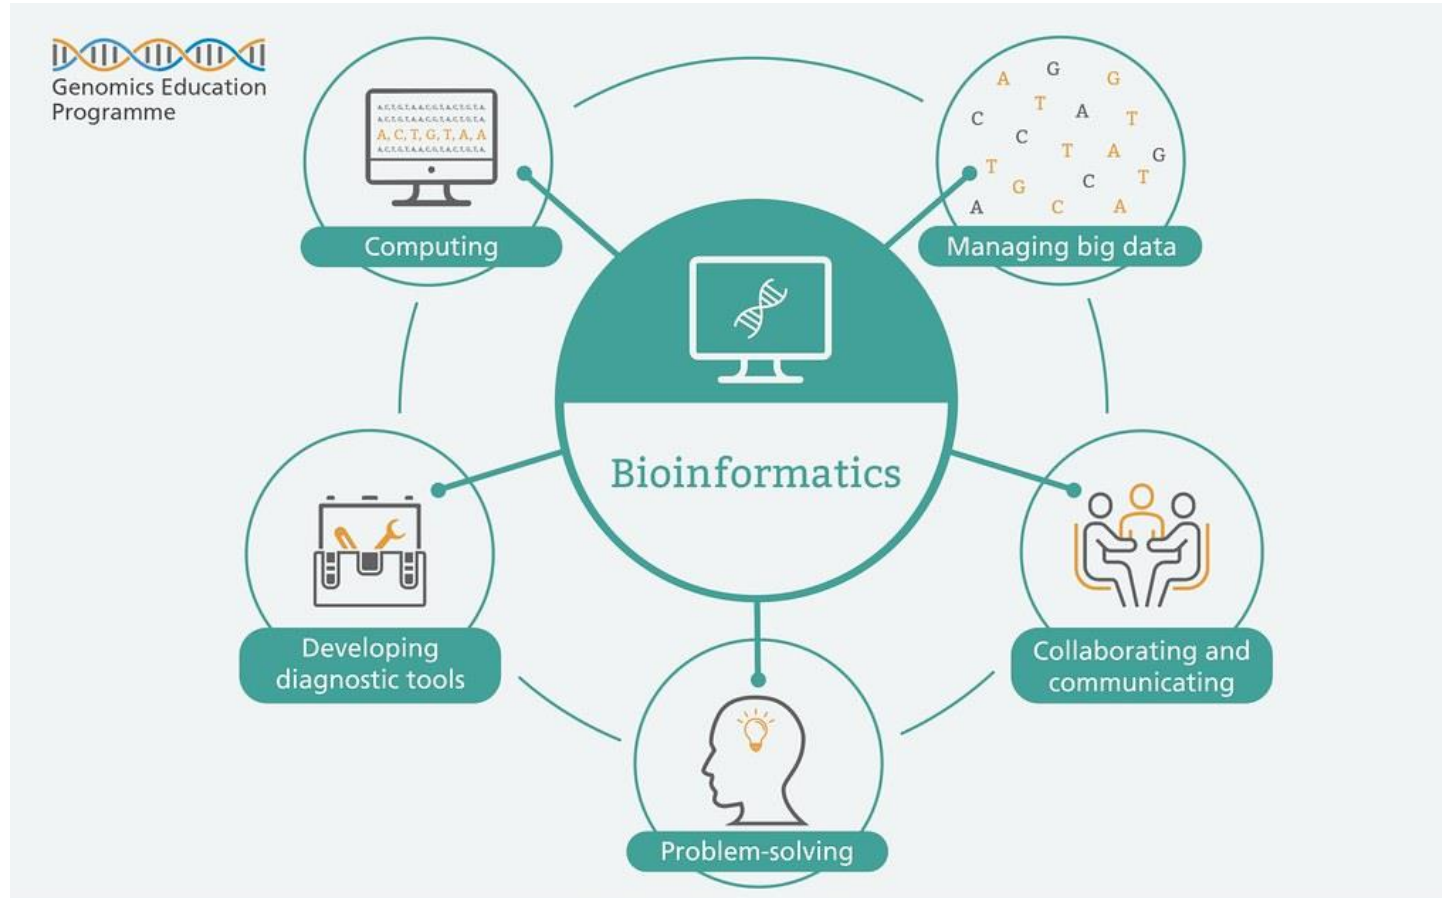 Genomics Education
Programme
A,C,T,G,T,A,A,C,G,T,A,C,T,G,T,A,
A,C,T,G,T,A,A,C,G,T,A,C,T,G,T,A,
A, C, T, G, T, A, A
A,C,T,G,T,A,A,C,G,T,A,C,T,G,T,A,
Computing
A G G
T A
C T
C
T A G
T T
G C
A C A
Managing big data
Bioinformatics
Developing
diagnostic tools
Collaborating and
communicating
Problem-solving